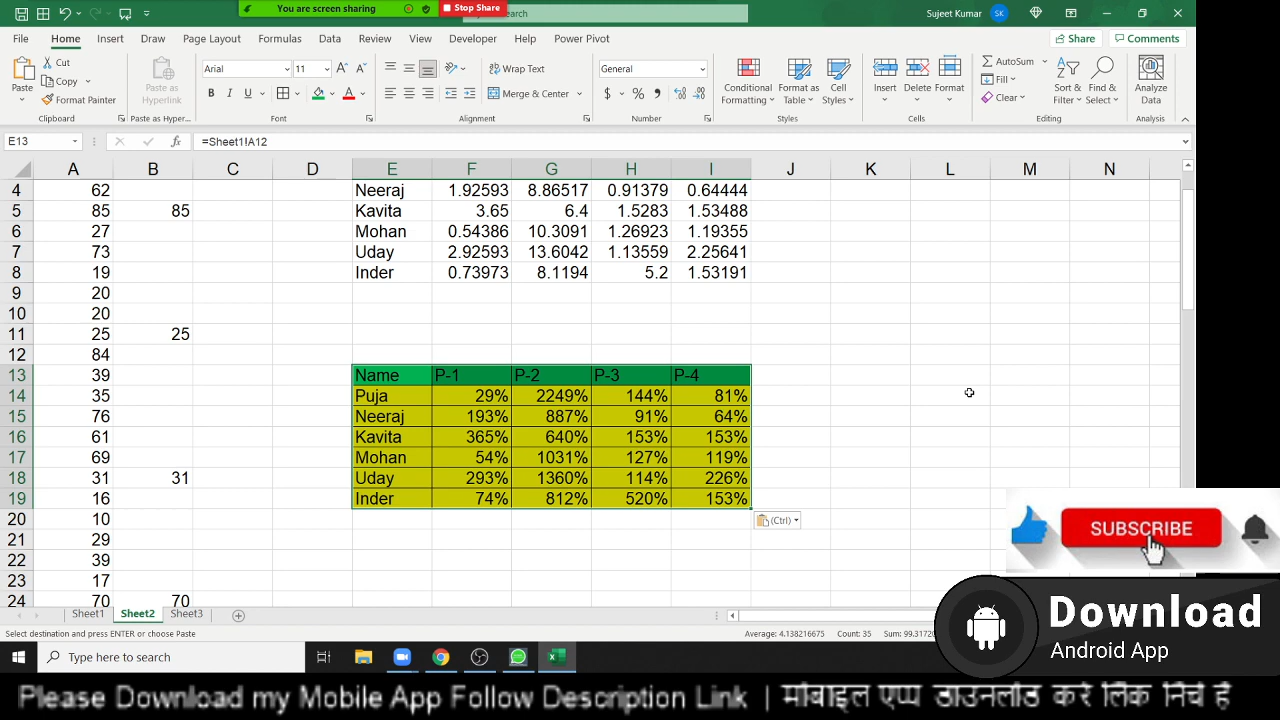 You are screen sharing
Stop Share
Search
Sujeet Kumar SK
File Home Insert Draw Page Layout Formulas Data Review View Developer Help Power Pivot Share Comments
Paste Cut Copy Format Painter Clipboard
Arial 11 B I U A Font
Wrap Text Merge & Center Alignment
General $ % Number
Paste as Hyperlink Paste as Hyper...
Conditional Formatting Format as Table Cell Styles Styles
Insert Delete Format Cells
AutoSum Fill Clear Sort & Filter Find & Select Editing
Analyze Data Analysis
E13 fx =Sheet1!A12
A B C D E F G H I J K L M N
4 62 Neeraj 1.92593 8.86517 0.91379 0.64444
5 85 85 Kavita 3.65 6.4 1.5283 1.53488
6 27 Mohan 0.54386 10.3091 1.26923 1.19355
7 73 Uday 2.92593 13.6042 1.13559 2.25641
8 19 Inder 0.73973 8.1194 5.2 1.53191
9 20
10 20
11 25 25
12 84
13 39 Name P-1 P-2 P-3 P-4
14 35 Puja 29% 2249% 144% 81%
15 76 Neeraj 193% 887% 91% 64%
16 61 Kavita 365% 640% 153% 153%
17 69 Mohan 54% 1031% 127% 119%
18 31 31 Uday 293% 1360% 114% 226%
19 16 Inder 74% 812% 520% 153%
20 10
(Ctrl)
21 29
22 39
23 17
24 70 70
SUBSCRIBE
Sheet1 Sheet2 Sheet3
Select destination and press ENTER or choose Paste Average: 4.138216675 Count: 35 Sum: 99.31720
Download
Android App
Type here to search
Please Download my Mobile App Follow Description Link | मोबाइल एप्प डाउनलोड करे लिंक निचे है